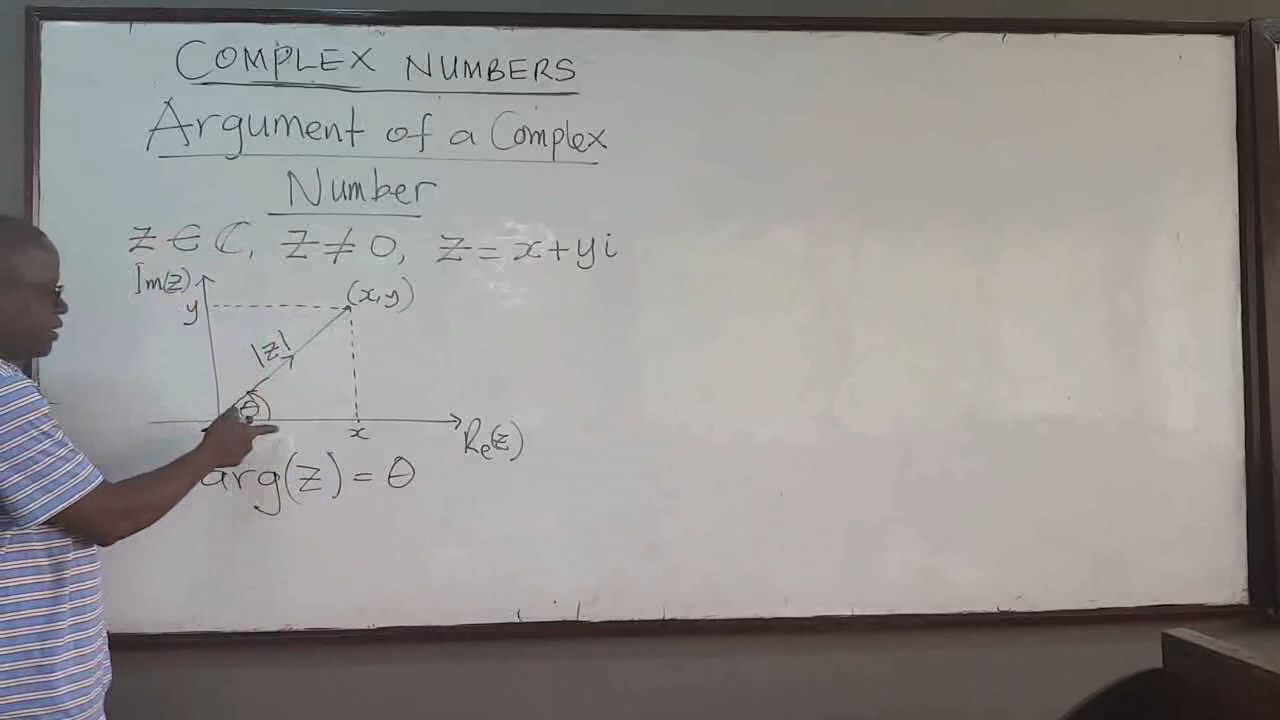 COMPLEX NUMBERS
Argument of a Complex
Number
z ∈ ℂ, z ≠ 0, z = x + yi
Im(z)
y
(x,y)
|z|
θ
x
Re(z)
arg(z) = θ